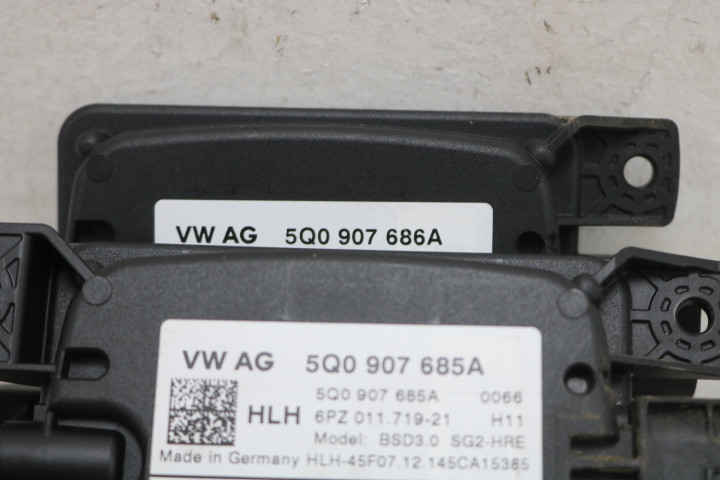 VW AG 5Q0 907 686A
VW AG 5Q0 907 685A
5Q0 907 685A 0066
HLH 6PZ 011.719-21 H11
Model: BSD3.0 SG2-HRE
Made in Germany HLH-45F07.12.145CA15385